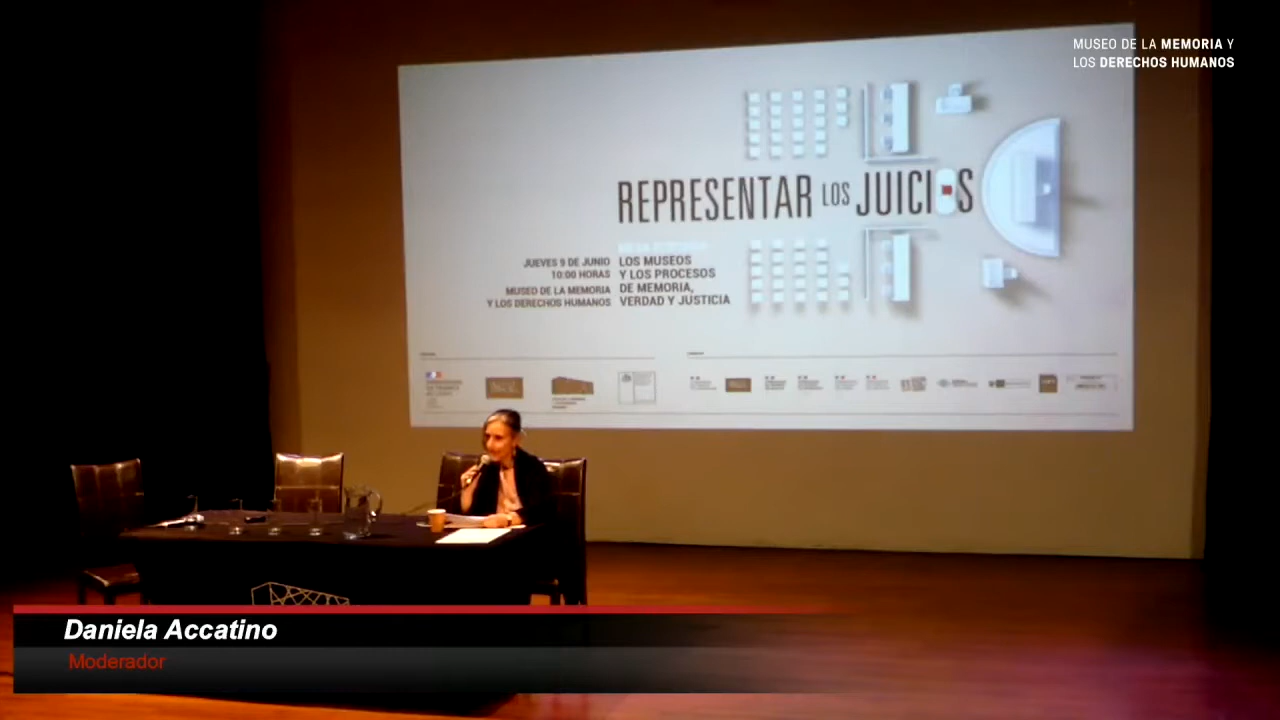 MUSEO DE LA MEMORIA Y
LOS DERECHOS HUMANOS
REPRESENTAR LOS JUICIOS
JUEVES 9 DE JUNIO
10:00 HORAS
MUSEO DE LA MEMORIA
Y LOS DERECHOS HUMANOS
LOS MUSEOS
Y LOS PROCESOS
DE MEMORIA,
VERDAD Y JUSTICIA
Daniela Accatino
Moderador